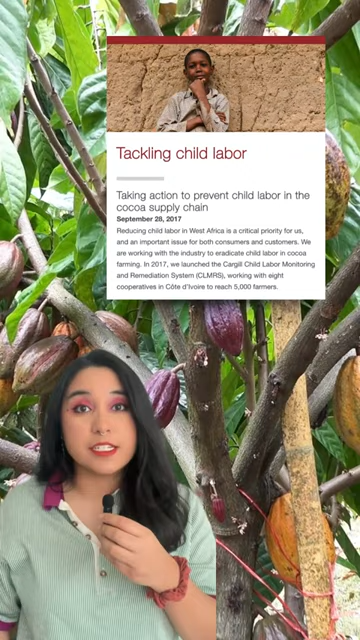 Tackling child labor
Taking action to prevent child labor in the
cocoa supply chain
September 28, 2017
Reducing child labor in West Africa is a critical priority for us,
and an important issue for both consumers and customers. We
are working with the industry to eradicate child labor in cocoa
farming. In 2017, we launched the Cargill Child Labor Monitoring
and Remediation System (CLMRS), working with eight
cooperatives in Côte d'Ivoire to reach 5,000 farmers.